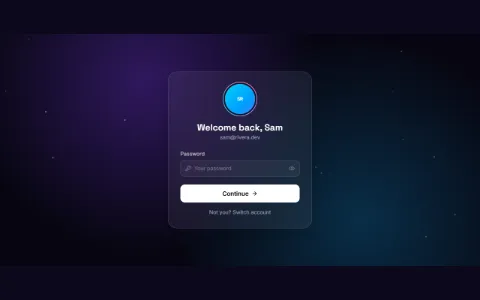 SR
Welcome back, Sam
sam@rivera.dev
Password
Your password
Continue →
Not you? Switch account